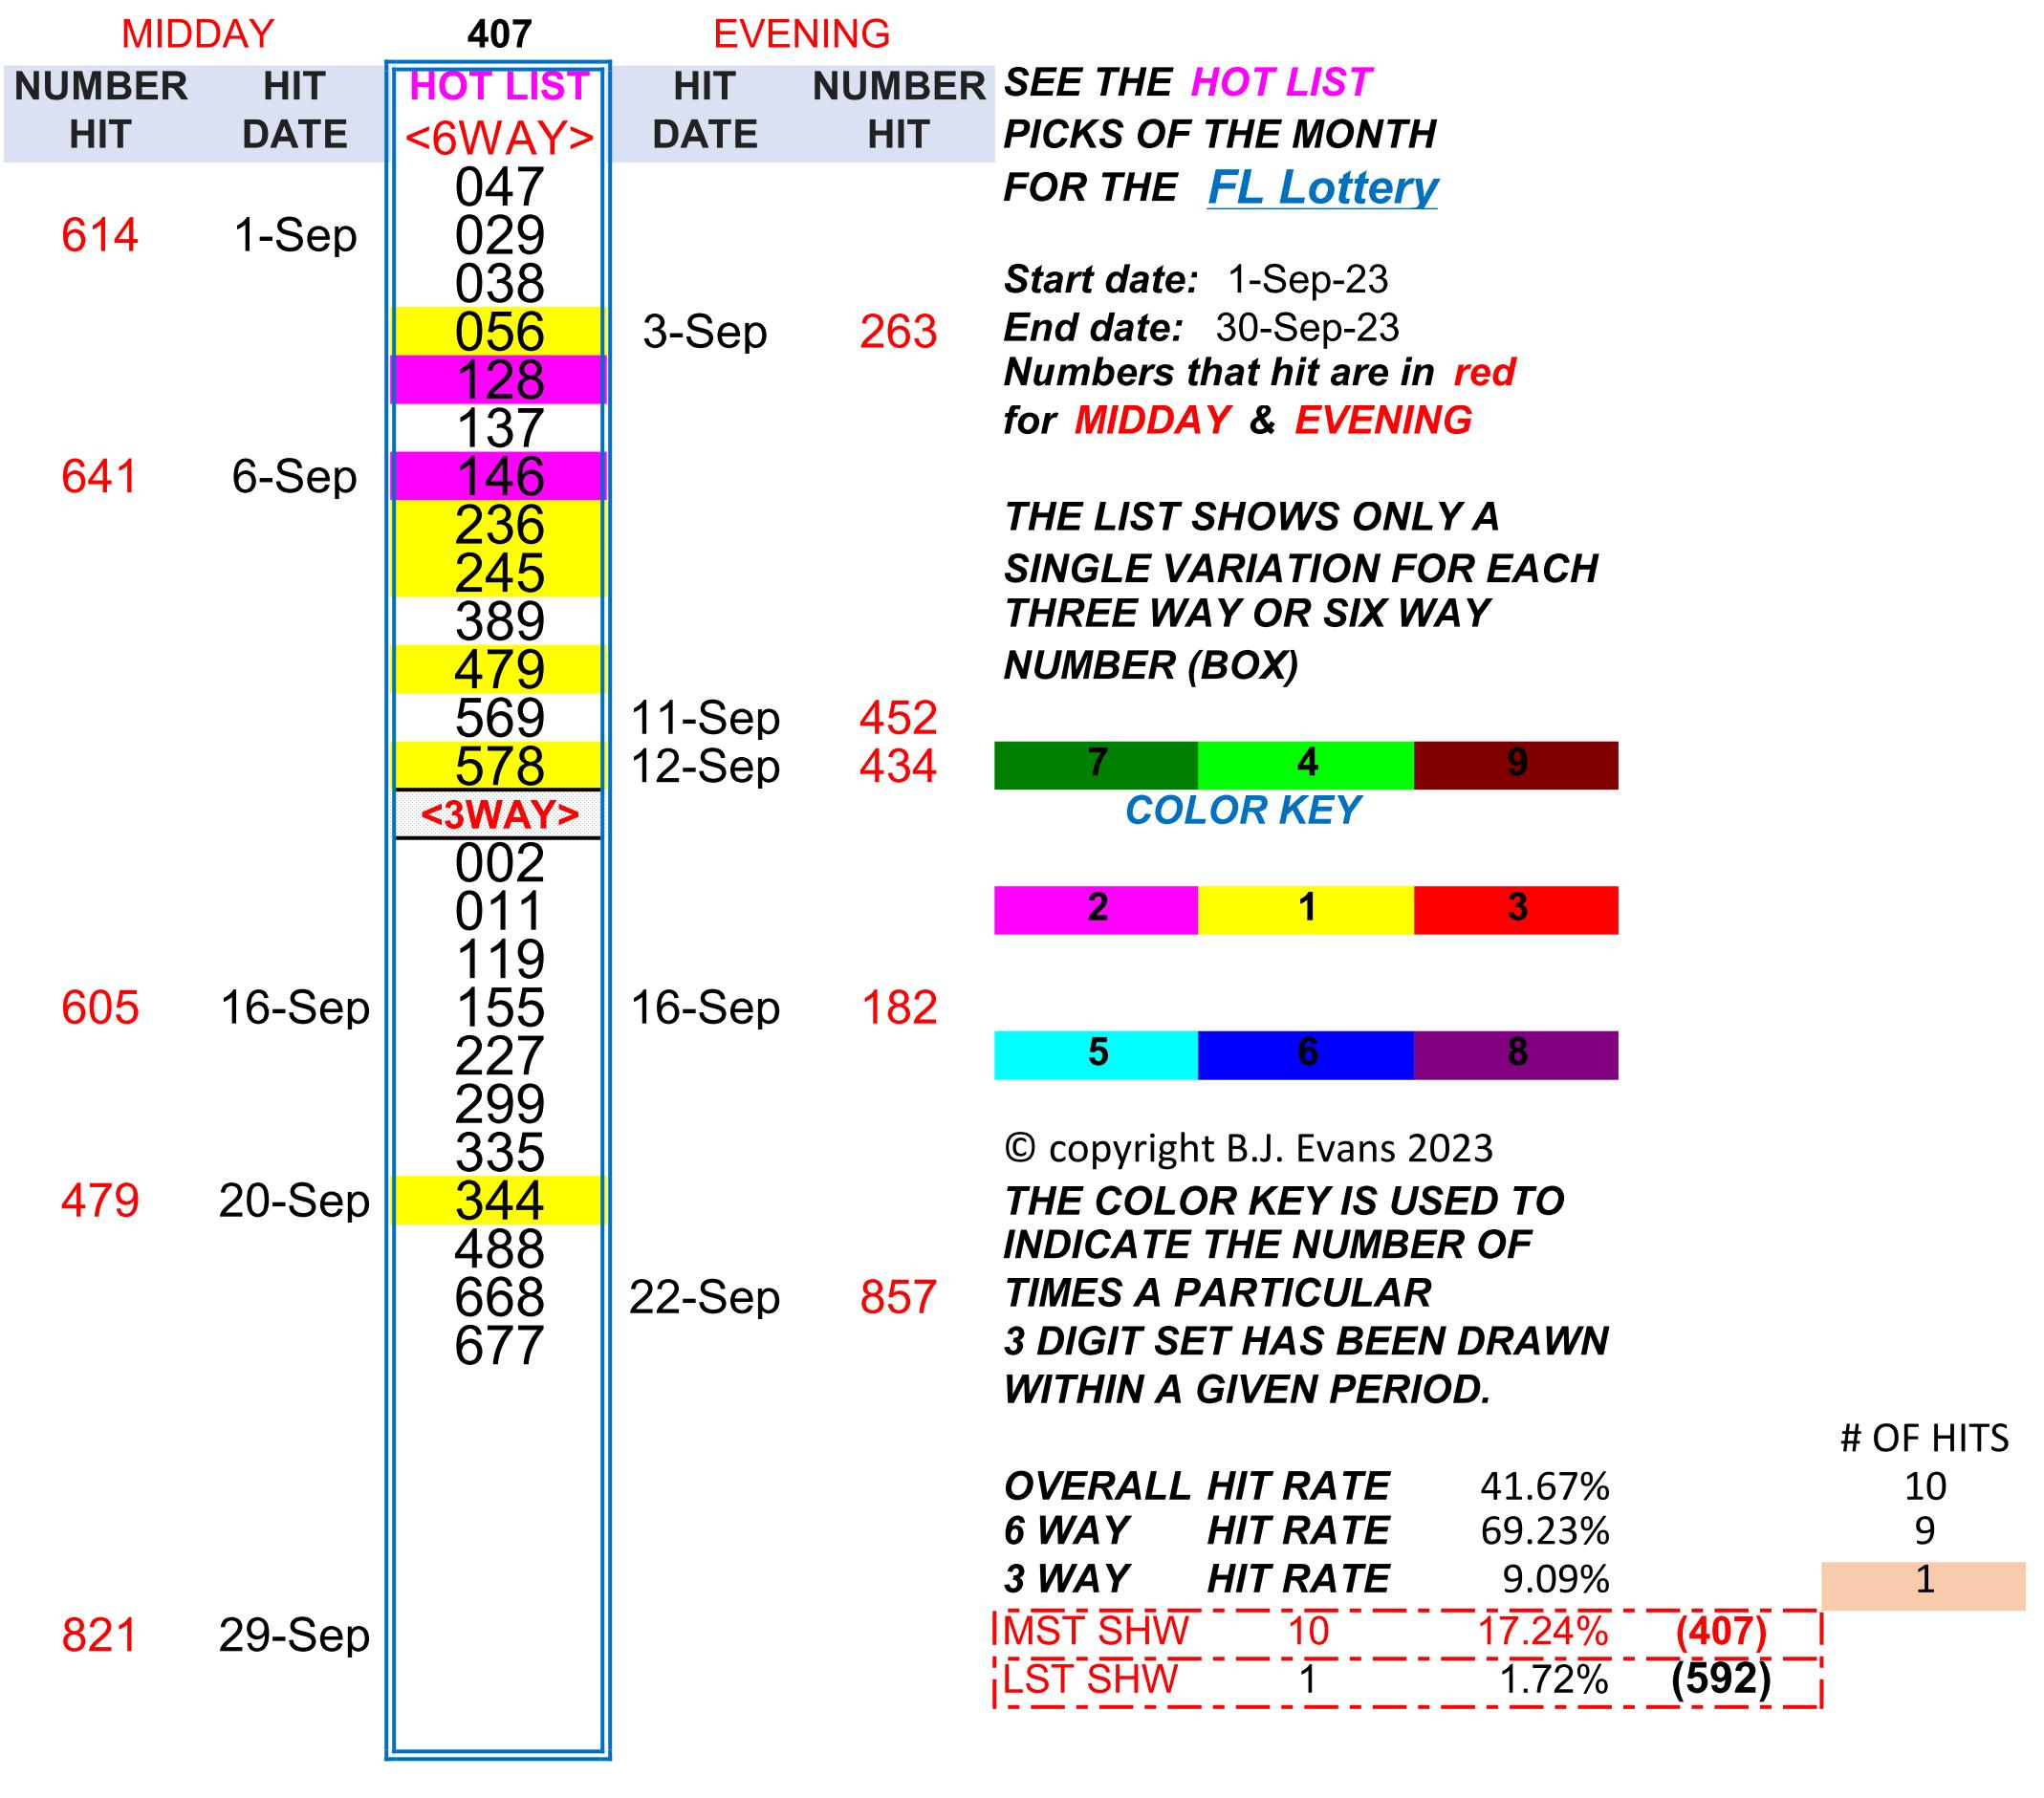 MIDDAY 407 EVENING
NUMBER HIT HOT LIST HIT NUMBER
HIT DATE <6WAY> DATE HIT
047
614 1-Sep 029
038
056 3-Sep 263
128
137
641 6-Sep 146
236
245
389
479
569 11-Sep 452
578 12-Sep 434
<3WAY>
002
011
119
605 16-Sep 155 16-Sep 182
227
299
335
479 20-Sep 344
488
668 22-Sep 857
677
821 29-Sep
SEE THE HOT LIST
PICKS OF THE MONTH
FOR THE FL Lottery
Start date: 1-Sep-23
End date: 30-Sep-23
Numbers that hit are in red
for MIDDAY & EVENING
THE LIST SHOWS ONLY A
SINGLE VARIATION FOR EACH
THREE WAY OR SIX WAY
NUMBER (BOX)
7 4 9
COLOR KEY
2 1 3
5 6 8
© copyright B.J. Evans 2023
THE COLOR KEY IS USED TO
INDICATE THE NUMBER OF
TIMES A PARTICULAR
3 DIGIT SET HAS BEEN DRAWN
WITHIN A GIVEN PERIOD.
# OF HITS
OVERALL HIT RATE 41.67% 10
6 WAY HIT RATE 69.23% 9
3 WAY HIT RATE 9.09% 1
MST SHW 10 17.24% (407)
LST SHW 1 1.72% (592)